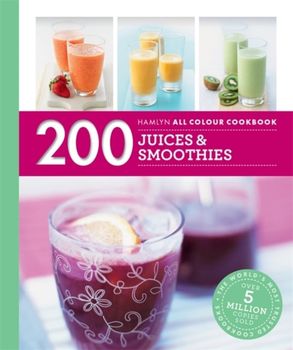 HAMLYN ALL COLOUR COOKBOOK
200 JUICES &
SMOOTHIES
THE WORLD'S MOST TRUSTED COOKBOOKS
OVER
5
MILLION
COPIES
SOLD